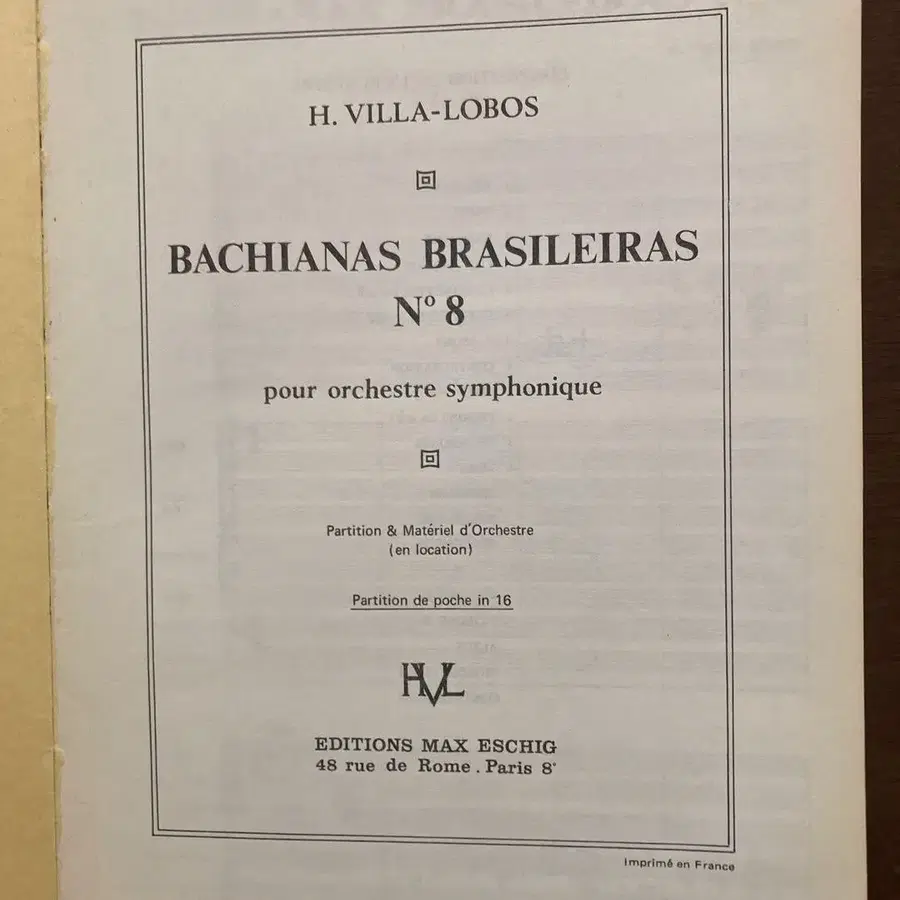 H. VILLA-LOBOS
BACHIANAS BRASILEIRAS
Nº 8
pour orchestre symphonique
Partition & Matériel d'Orchestre
(en location)
Partition de poche in 16
HVL
EDITIONS MAX ESCHIG
48 rue de Rome . Paris 8e
Imprimé en France